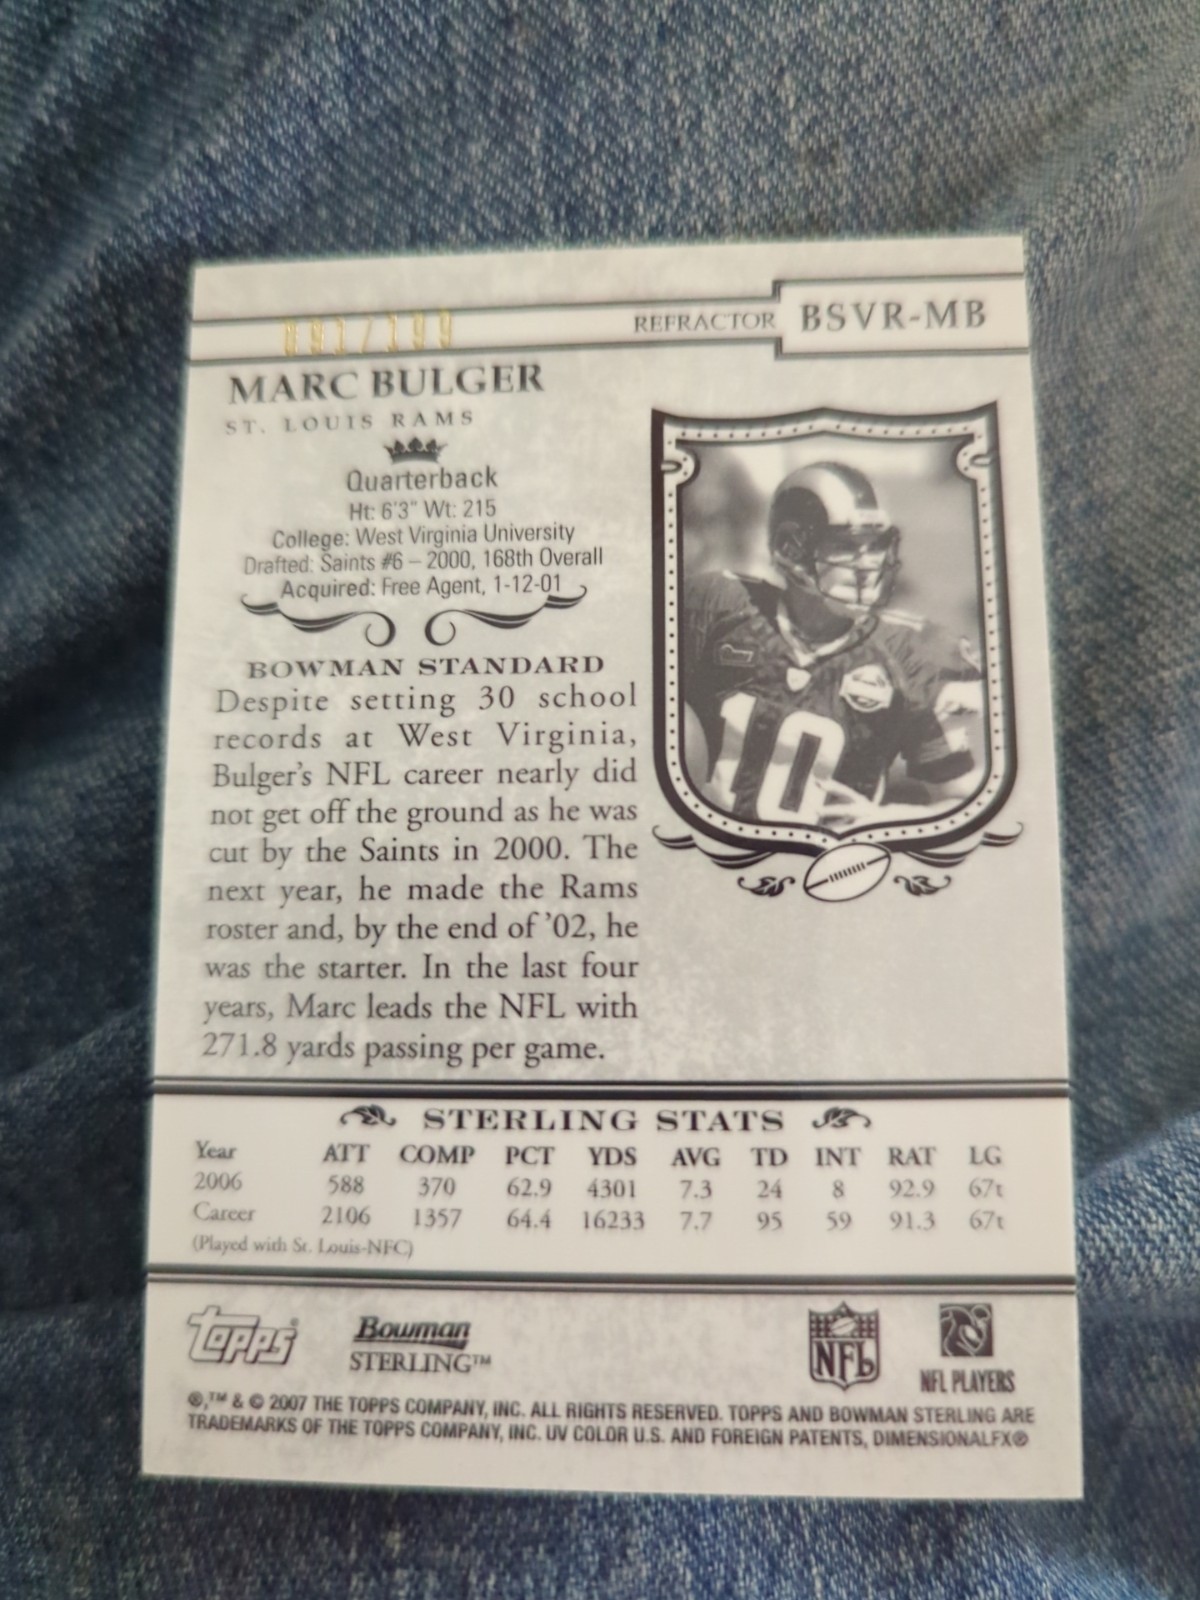 091/199
REFRACTOR BSVR-MB
MARC BULGER
ST. LOUIS RAMS
Quarterback
Ht: 6'3" Wt: 215
College: West Virginia University
Drafted: Saints #6 – 2000, 168th Overall
Acquired: Free Agent, 1-12-01
BOWMAN STANDARD
Despite setting 30 school
records at West Virginia,
Bulger's NFL career nearly did
not get off the ground as he was
cut by the Saints in 2000. The
next year, he made the Rams
roster and, by the end of '02, he
was the starter. In the last four
years, Marc leads the NFL with
271.8 yards passing per game.
10
STERLING STATS
Year ATT COMP PCT YDS AVG TD INT RAT LG
2006 588 370 62.9 4301 7.3 24 8 92.9 67t
Career 2106 1357 64.4 16233 7.7 95 59 91.3 67t
(Played with St. Louis-NFC)
Topps®
Bowman
STERLING™
NFL
NFL PLAYERS
®,™ & © 2007 THE TOPPS COMPANY, INC. ALL RIGHTS RESERVED. TOPPS AND BOWMAN STERLING ARE
TRADEMARKS OF THE TOPPS COMPANY, INC. UV COLOR U.S. AND FOREIGN PATENTS, DIMENSIONALFX®